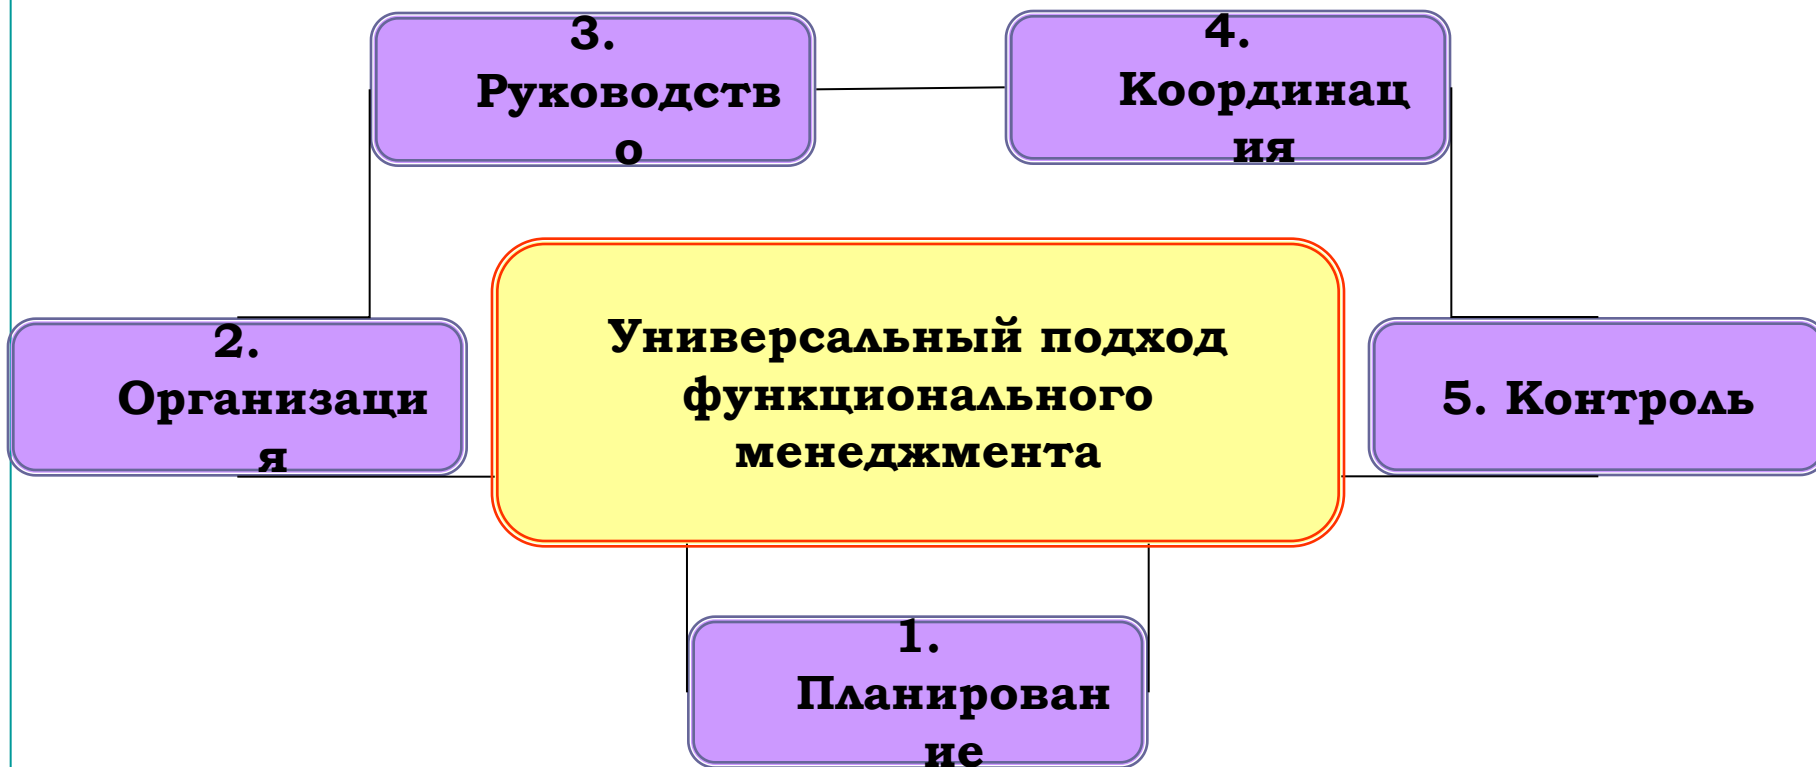 3.
Руководств
о
4.
Координац
ия
Универсальный подход
функционального
менеджмента
2.
Организаци
я
5. Контроль
1.
Планирован
ие